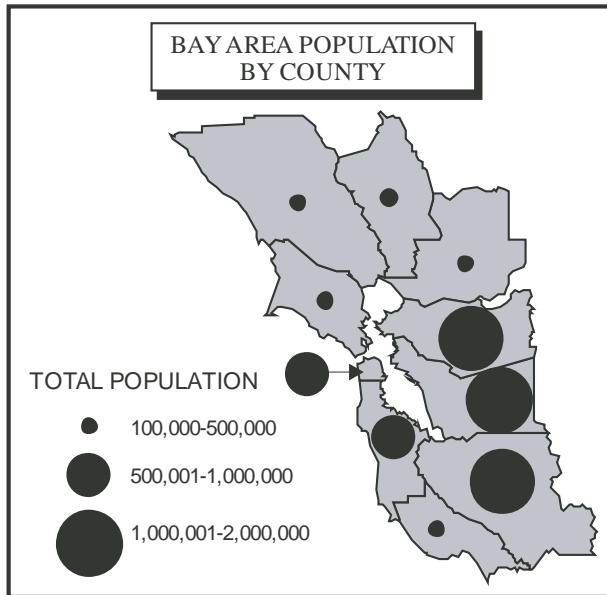 BAY AREA POPULATION
BY COUNTY
TOTAL POPULATION
100,000-500,000
500,001-1,000,000
1,000,001-2,000,000